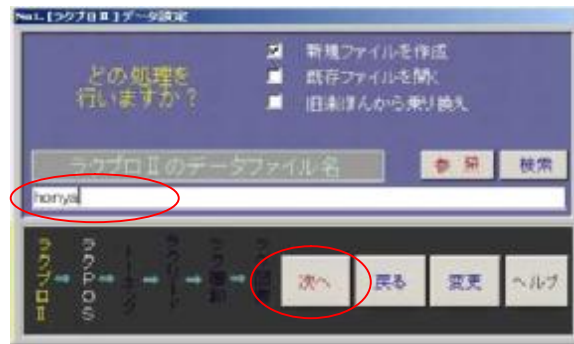 No1.【ラクプロⅡ】データ設定
どの処理を
行いますか?
新規ファイルを作成
既存ファイルを開く
旧楽ほんから乗り換え
ラクプロⅡのデータファイル名
参 照
検索
honya
ラクプロⅡ
ラクPOS
次へ
戻る
変更
ヘルプ